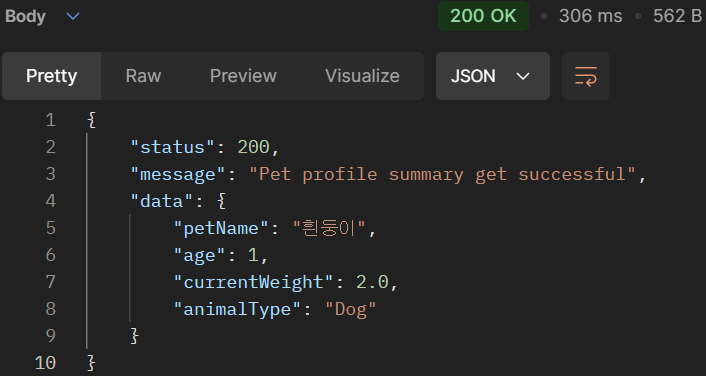 Body 200 OK 306 ms 562 B
Pretty Raw Preview Visualize JSON
1 {
2 "status": 200,
3 "message": "Pet profile summary get successful",
4 "data": {
5 "petName": "흰둥이",
6 "age": 1,
7 "currentWeight": 2.0,
8 "animalType": "Dog"
9 }
10 }